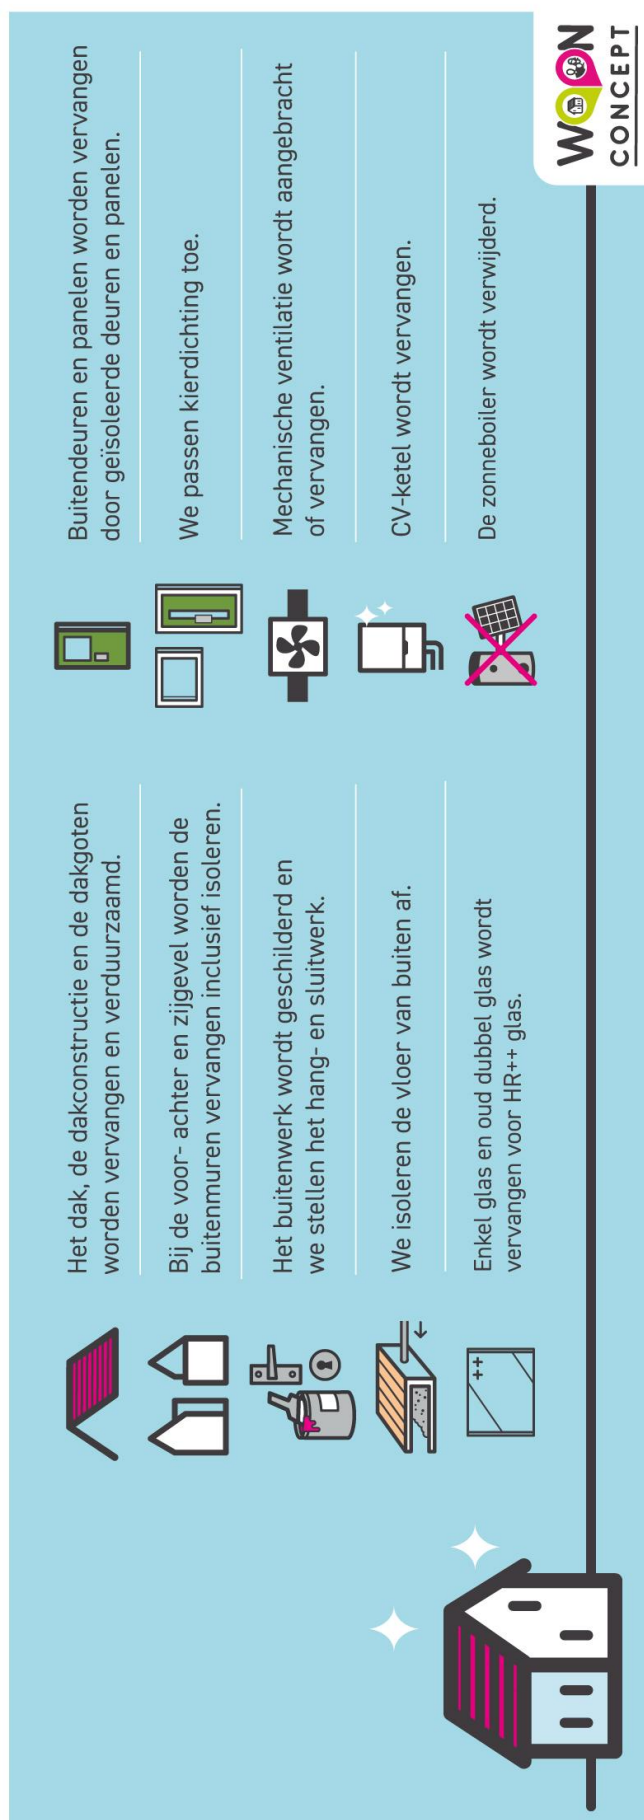 Het dak, de dakconstructie en de dakgoten
worden vervangen en verduurzaamd.
Bij de voor- achter en zijgevel worden de
buitenmuren vervangen inclusief isoleren.
Het buitenwerk wordt geschilderd en
we stellen het hang- en sluitwerk.
We isoleren de vloer van buiten af.
++
Enkel glas en oud dubbel glas wordt
vervangen voor HR++ glas.
Buitendeuren en panelen worden vervangen
door geïsoleerde deuren en panelen.
We passen kierdichting toe.
Mechanische ventilatie wordt aangebracht
of vervangen.
CV-ketel wordt vervangen.
De zonneboiler wordt verwijderd.
WOON
CONCEPT